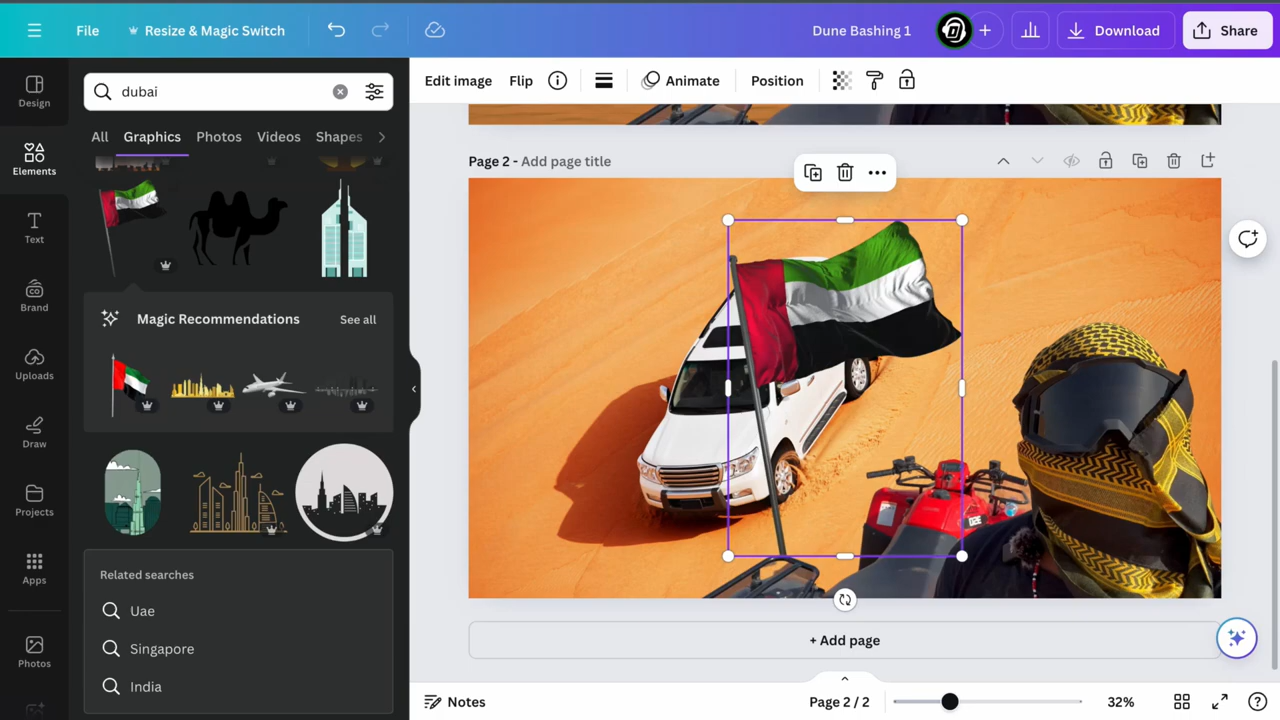 File
Resize & Magic Switch
Dune Bashing 1
Download
Share
Design
Elements
Text
Brand
Uploads
Draw
Projects
Apps
Photos
dubai
All
Graphics
Photos
Videos
Shapes
Magic Recommendations
See all
Related searches
Uae
Singapore
India
Edit image
Flip
Animate
Position
Page 2 - Add page title
+ Add page
Notes
Page 2 / 2
32%